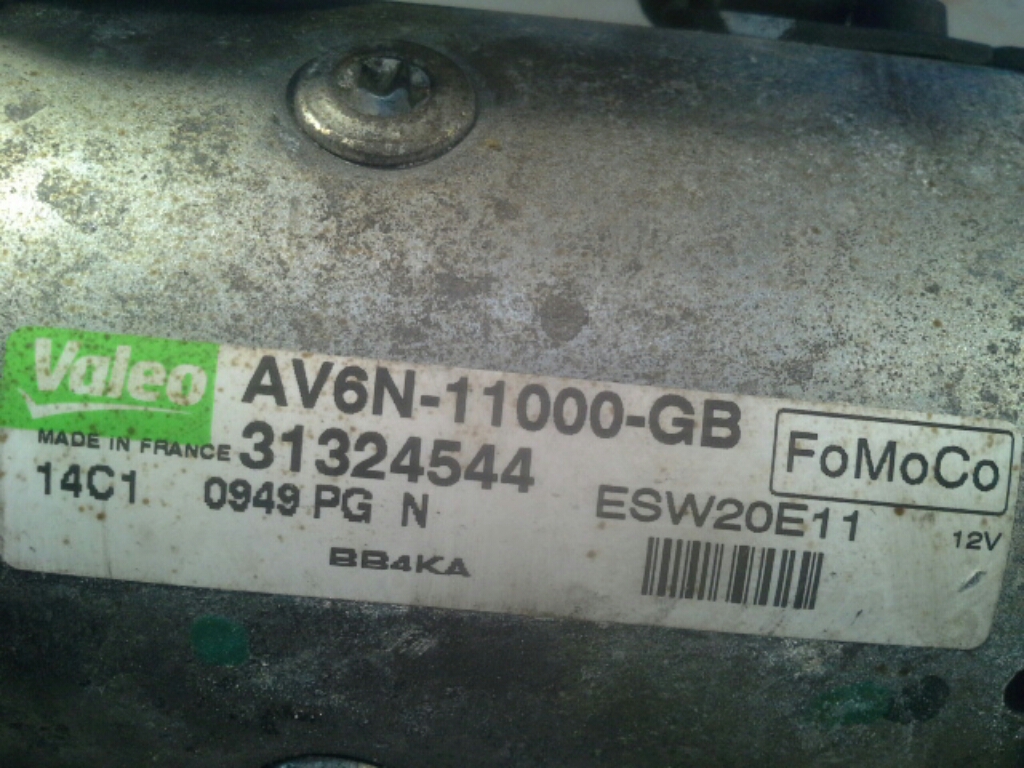 Valeo
AV6N-11000-GB
MADE IN FRANCE
31324544
FoMoCo
14C1 0949 PG N
ESW20E11
12V
BB4KA